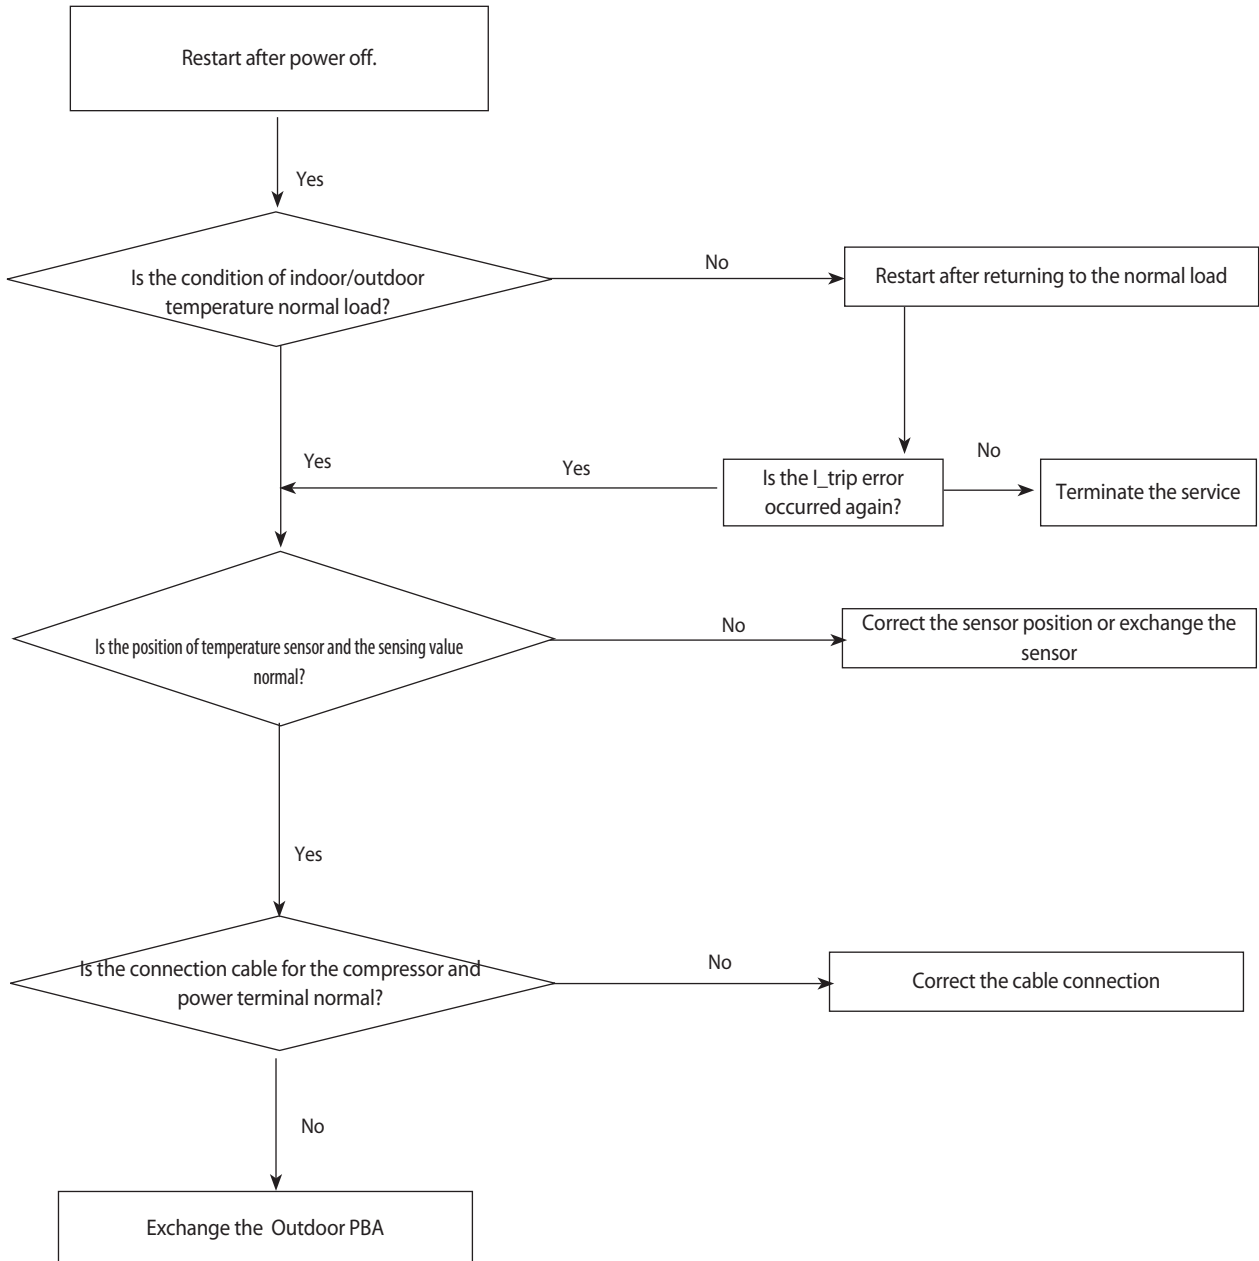 Restart after power off.
Yes
Is the condition of indoor/outdoor
temperature normal load?
No
Restart after returning to the normal load
Yes
Yes
Is the I_trip error
occurred again?
No
Terminate the service
Is the position of temperature sensor and the sensing value
normal?
No
Correct the sensor position or exchange the
sensor
Yes
Is the connection cable for the compressor and
power terminal normal?
No
Correct the cable connection
No
Exchange the Outdoor PBA